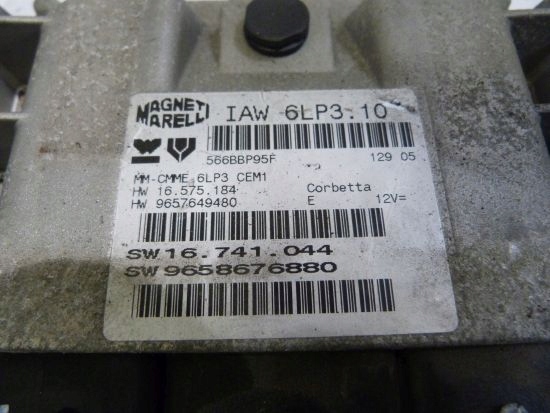 MAGNETI MARELLI IAW 6LP3.10
566BBP95F 129 05
MM-CMME 6LP3 CEM1
HW 16.575.184 Corbetta
HW 9657649480 E 12V=
SW16.741.044
SW9658676880